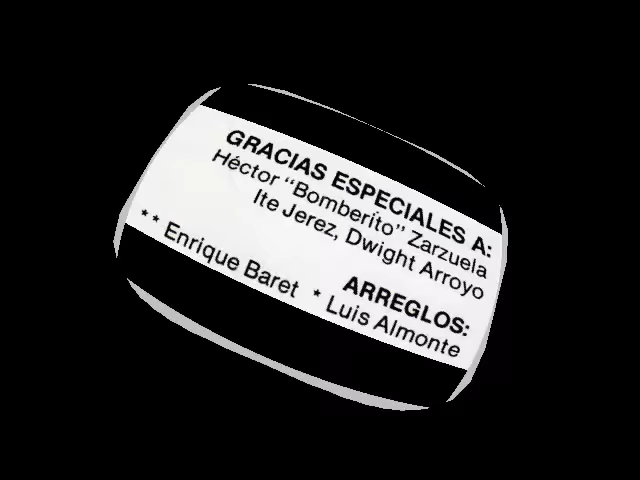 GRACIAS ESPECIALES A:
Héctor “Bomberito” Zarzuela
Ite Jerez, Dwight Arroyo
ARREGLOS:
** Enrique Baret * Luis Almonte